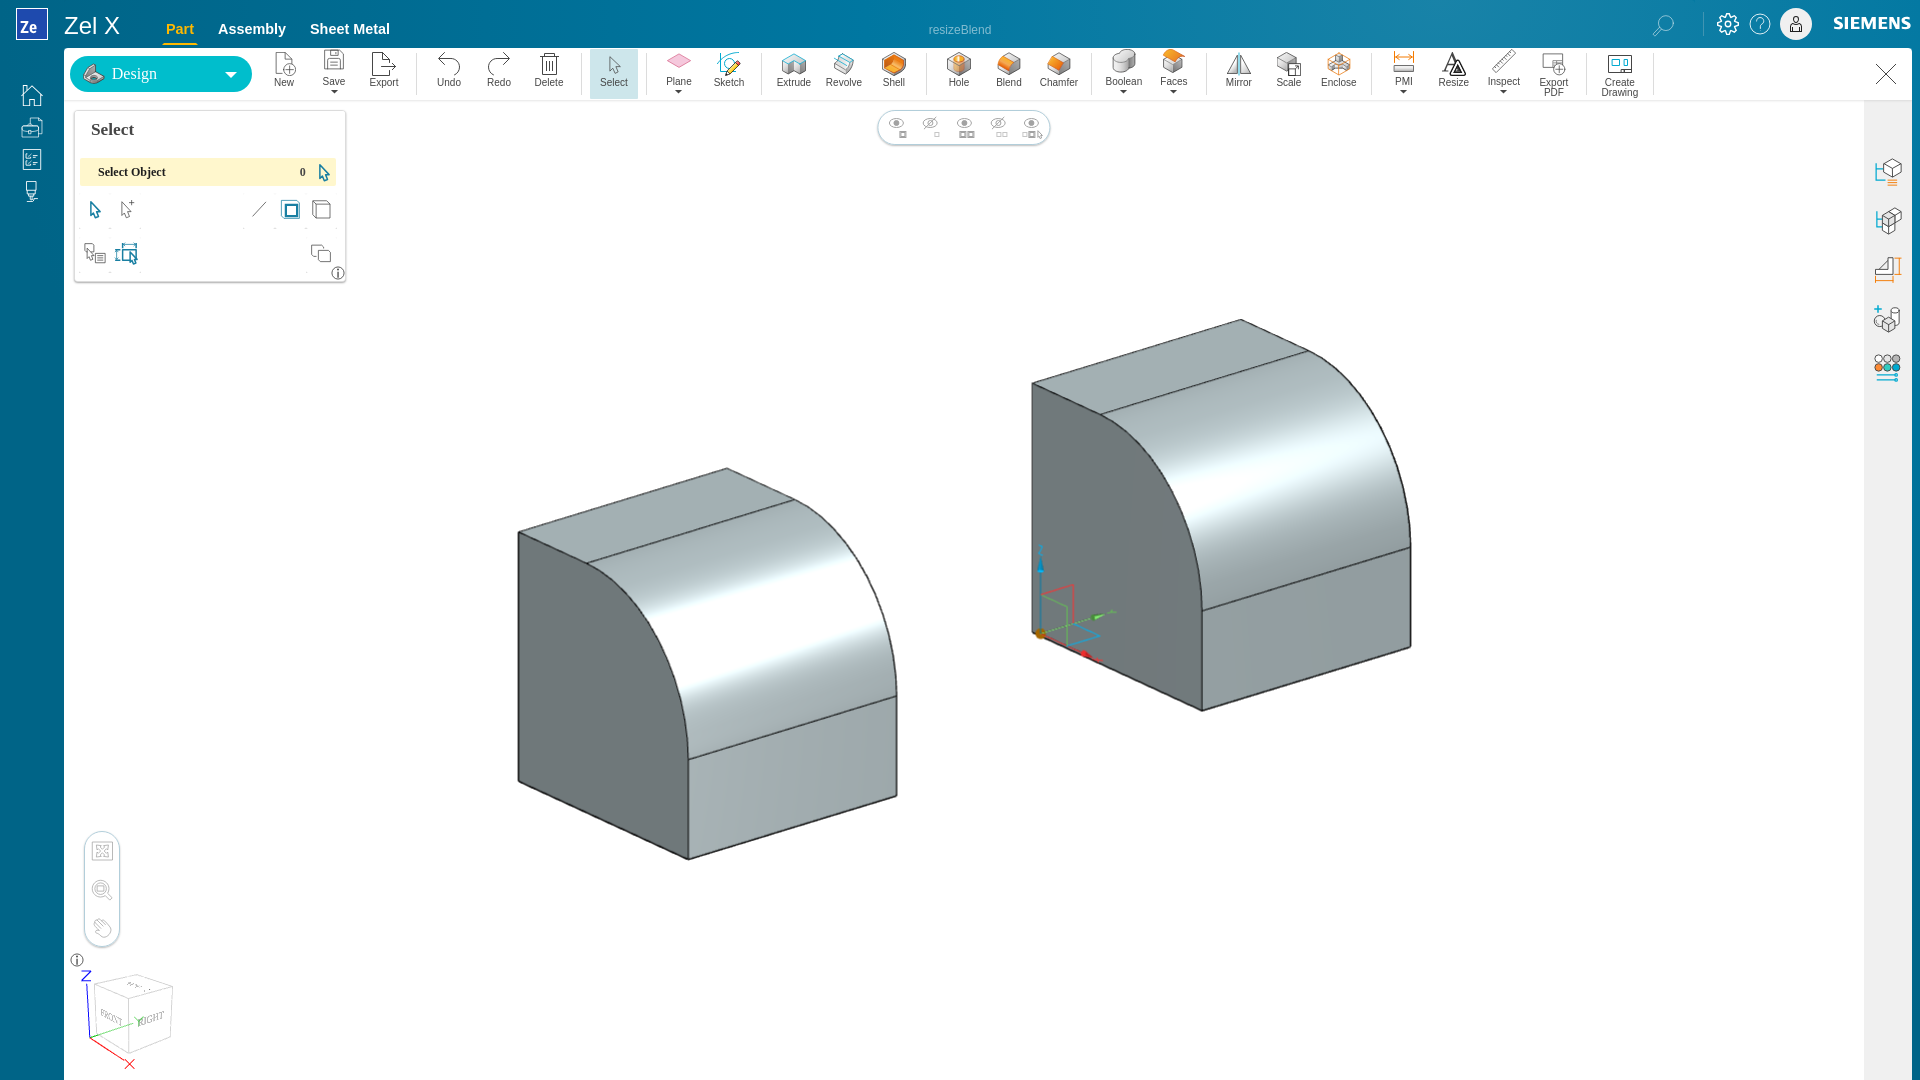 Ze Zel X Part Assembly Sheet Metal resizeBlend SIEMENS
Design New Save Export Undo Redo Delete Select Plane Sketch Extrude Revolve Shell Hole Blend Chamfer Boolean Faces Mirror Scale Enclose PMI Resize Inspect Export PDF Create Drawing
Select
Select Object 0
Z
FRONT RIGHT
X